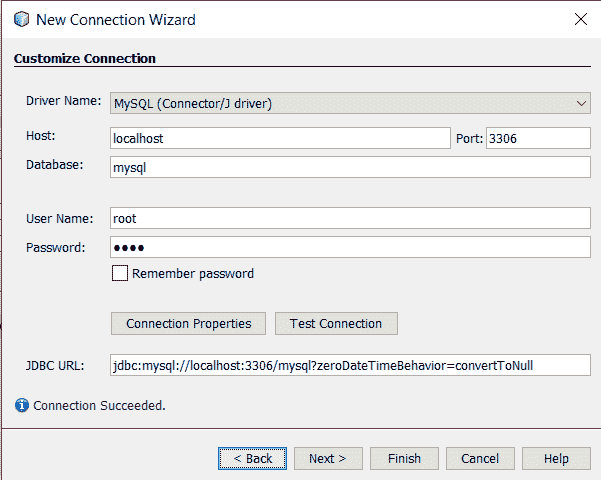 New Connection Wizard
Customize Connection
Driver Name: MySQL (Connector/J driver)
Host: localhost Port: 3306
Database: mysql
User Name: root
Password: ●●●●
Remember password
Connection Properties Test Connection
JDBC URL: jdbc:mysql://localhost:3306/mysql?zeroDateTimeBehavior=convertToNull
Connection Succeeded.
< Back Next > Finish Cancel Help